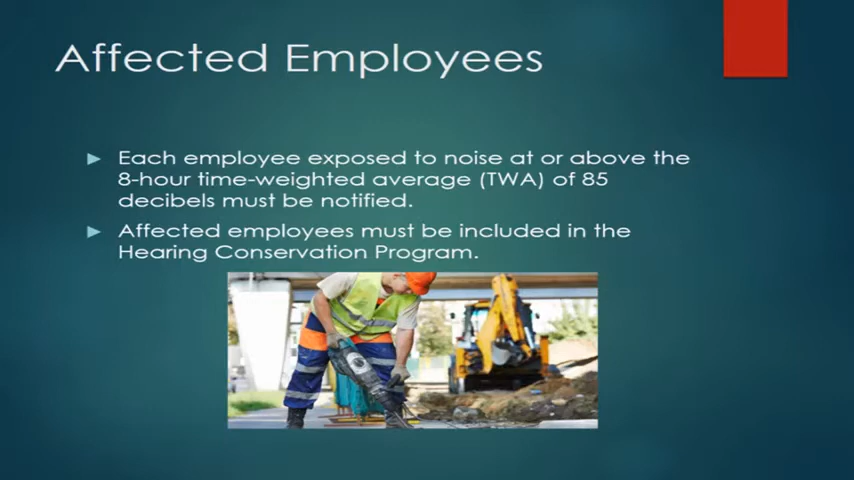 Affected Employees
Each employee exposed to noise at or above the
8-hour time-weighted average (TWA) of 85
decibels must be notified.
Affected employees must be included in the
Hearing Conservation Program.